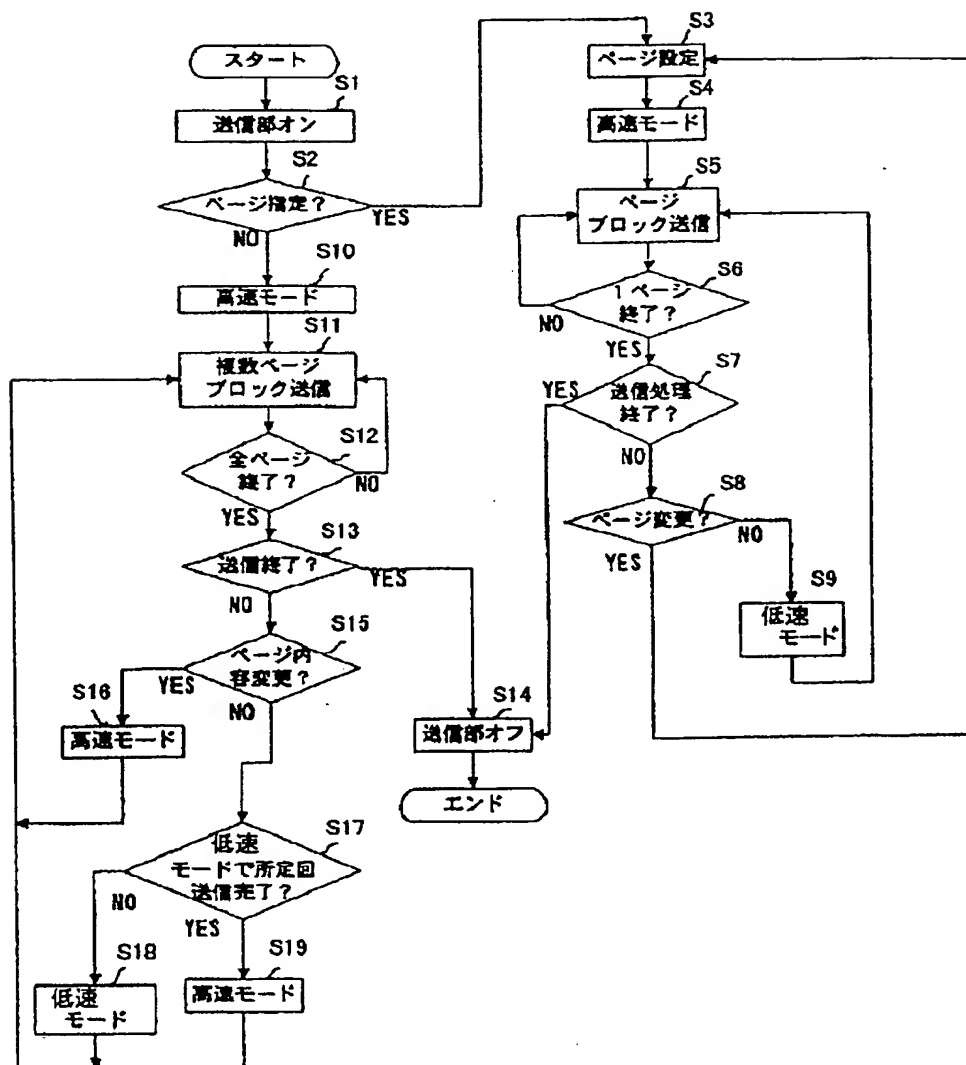 スタート
S1
送信部オン
S2
ページ指定?
YES
NO
S10
高速モード
S11
複数ページ
ブロック送信
S12
全ページ
終了?
NO
YES
S13
送信終了?
YES
NO
S15
ページ内
容変更?
YES
NO
S16
高速モード
S17
低速
モードで所定回
送信完了?
NO
YES
S18
低速
モード
S19
高速モード
S3
ページ設定
S4
高速モード
S5
ページ
ブロック送信
S6
1ページ
終了?
NO
YES
S7
送信処理
終了?
YES
NO
S8
ページ変更?
NO
YES
S9
低速
モード
S14
送信部オフ
エンド